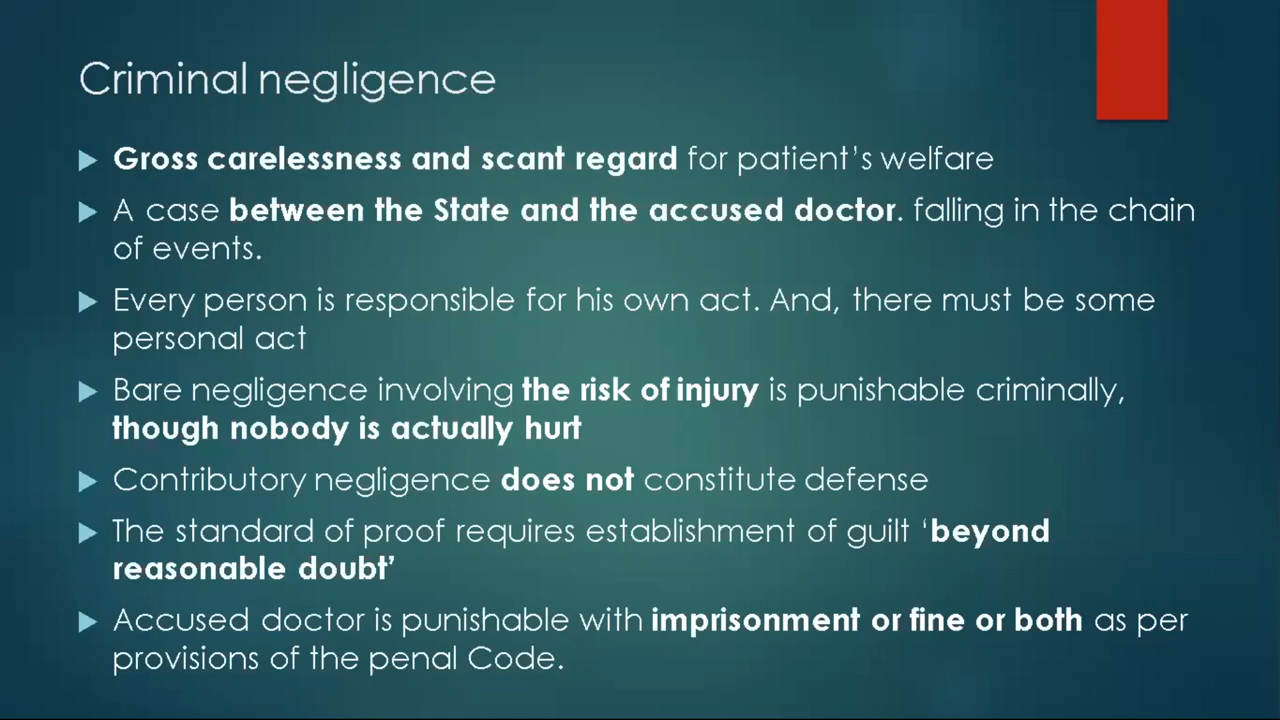 Criminal negligence
Gross carelessness and scant regard for patient's welfare
A case between the State and the accused doctor. falling in the chain
of events.
Every person is responsible for his own act. And, there must be some
personal act
Bare negligence involving the risk of injury is punishable criminally,
though nobody is actually hurt
Contributory negligence does not constitute defense
The standard of proof requires establishment of guilt ‘beyond
reasonable doubt’
Accused doctor is punishable with imprisonment or fine or both as per
provisions of the penal Code.